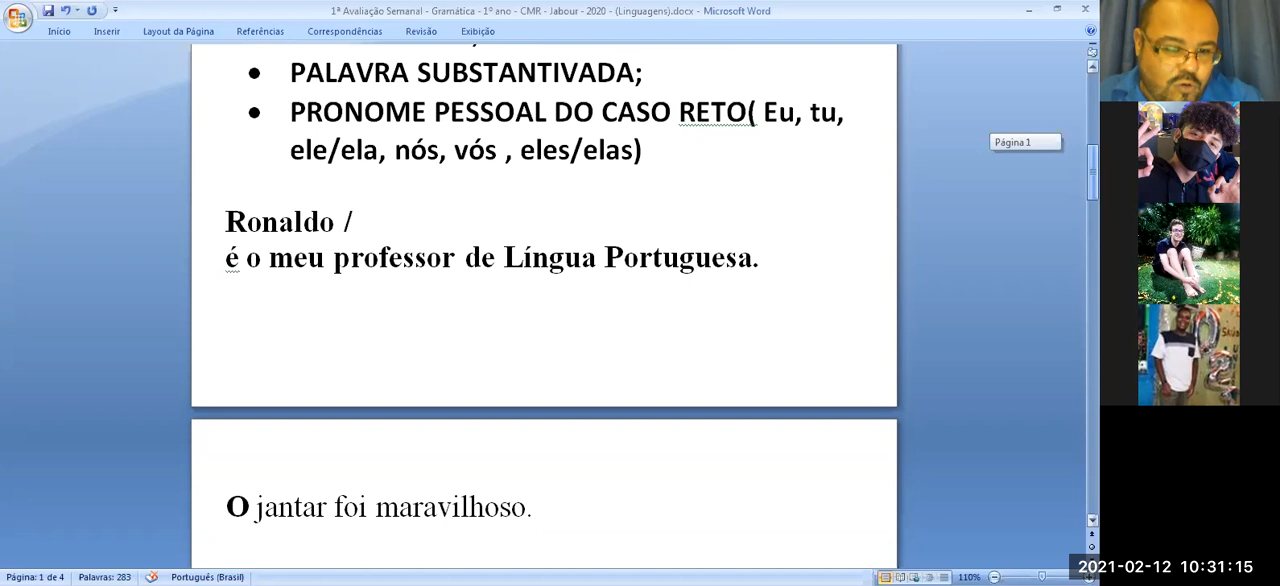 1ª Avaliação Semanal - Gramática - 1º ano - CMR - Jabour - 2020 - (Linguagens).docx - Microsoft Word
Início Inserir Layout da Página Referências Correspondências Revisão Exibição
• PALAVRA SUBSTANTIVADA;
• PRONOME PESSOAL DO CASO RETO( Eu, tu,
ele/ela, nós, vós , eles/elas)
Página 1
Ronaldo /
é o meu professor de Língua Portuguesa.
O jantar foi maravilhoso.
2021-02-12 10:31:15
Página: 1 de 4 Palavras: 283 Português (Brasil) 110%